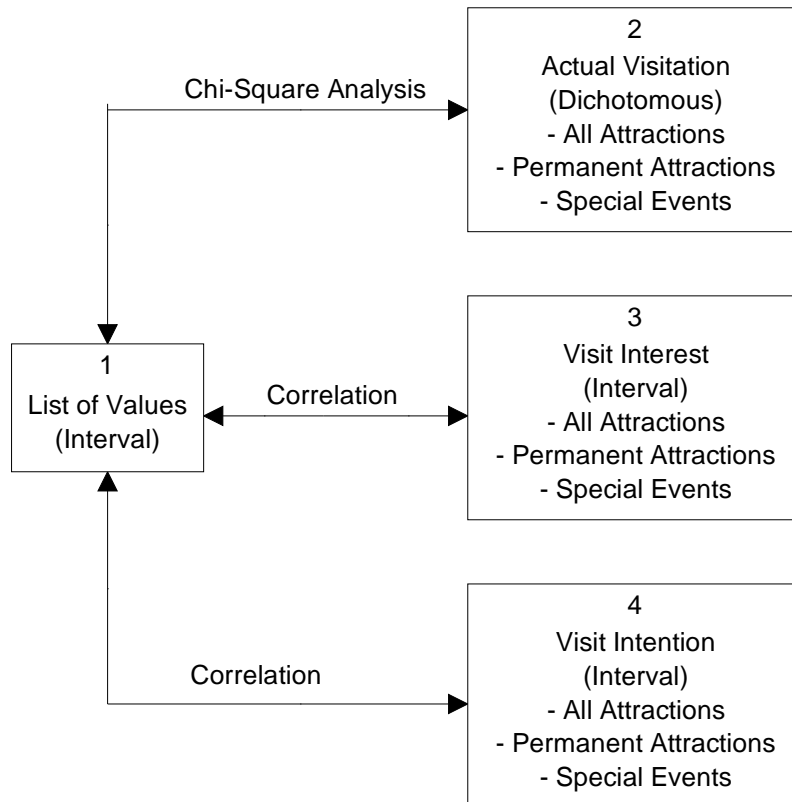 2
Actual Visitation
(Dichotomous)
- All Attractions
- Permanent Attractions
- Special Events
Chi-Square Analysis
1
List of Values
(Interval)
Correlation
3
Visit Interest
(Interval)
- All Attractions
- Permanent Attractions
- Special Events
Correlation
4
Visit Intention
(Interval)
- All Attractions
- Permanent Attractions
- Special Events